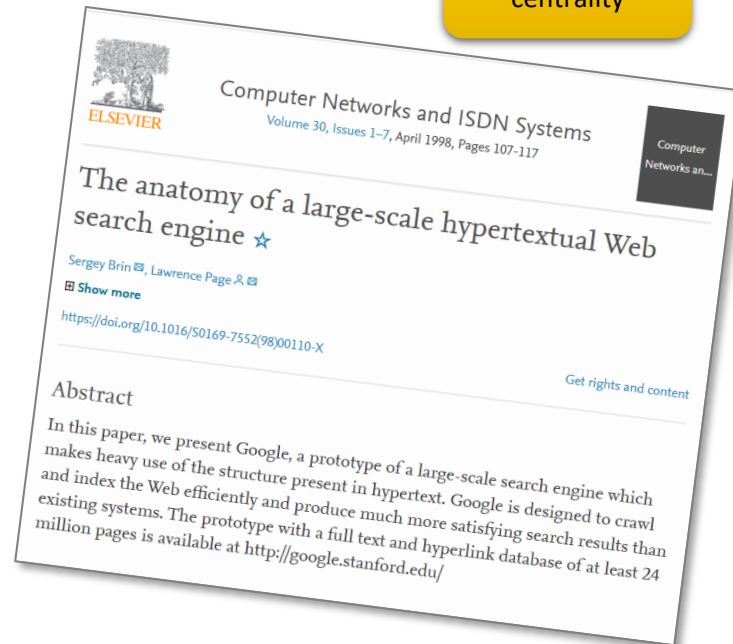 centrality
ELSEVIER
Computer Networks and ISDN Systems
Volume 30, Issues 1–7, April 1998, Pages 107-117
Computer
Networks an...
The anatomy of a large-scale hypertextual Web
search engine ☆
Sergey Brin, Lawrence Page
Show more
https://doi.org/10.1016/S0169-7552(98)00110-X
Get rights and content
Abstract
In this paper, we present Google, a prototype of a large-scale search engine which
makes heavy use of the structure present in hypertext. Google is designed to crawl
and index the Web efficiently and produce much more satisfying search results than
existing systems. The prototype with a full text and hyperlink database of at least 24
million pages is available at http://google.stanford.edu/